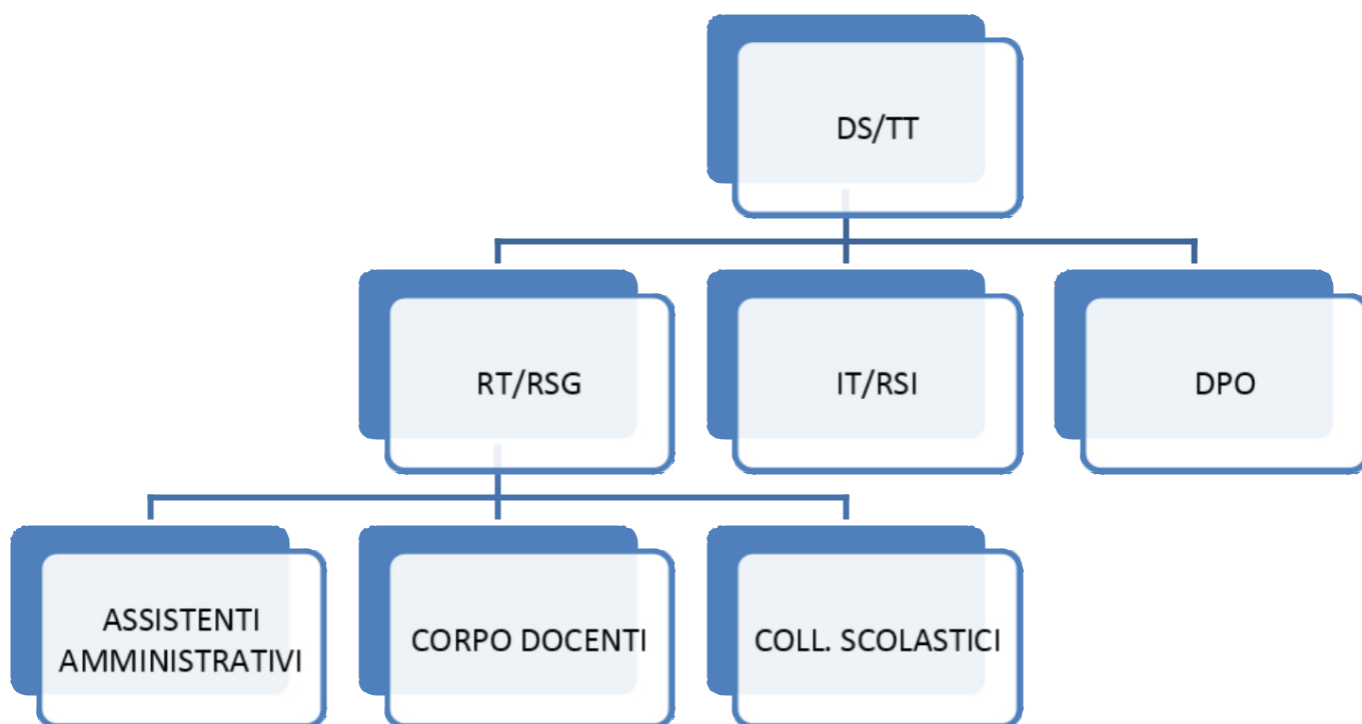 DS/TT
RT/RSG
IT/RSI
DPO
ASSISTENTI
AMMINISTRATIVI
CORPO DOCENTI
COLL. SCOLASTICI